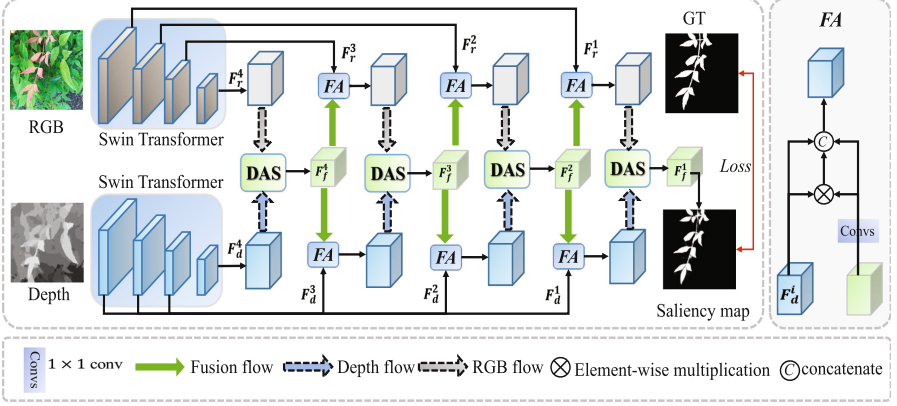 GT
FA
RGB
Swin Transformer
F_r^4
F_r^3
F_r^2
F_r^1
FA
FA
FA
DAS
F_f^4
DAS
F_f^3
DAS
F_f^2
DAS
F_f^1
Loss
Swin Transformer
F_d^4
FA
FA
FA
F_d^3
F_d^2
F_d^1
Depth
Saliency map
C
Convs
F_d^i
Convs
1 × 1 conv
Fusion flow
Depth flow
RGB flow
Element-wise multiplication
C
concatenate